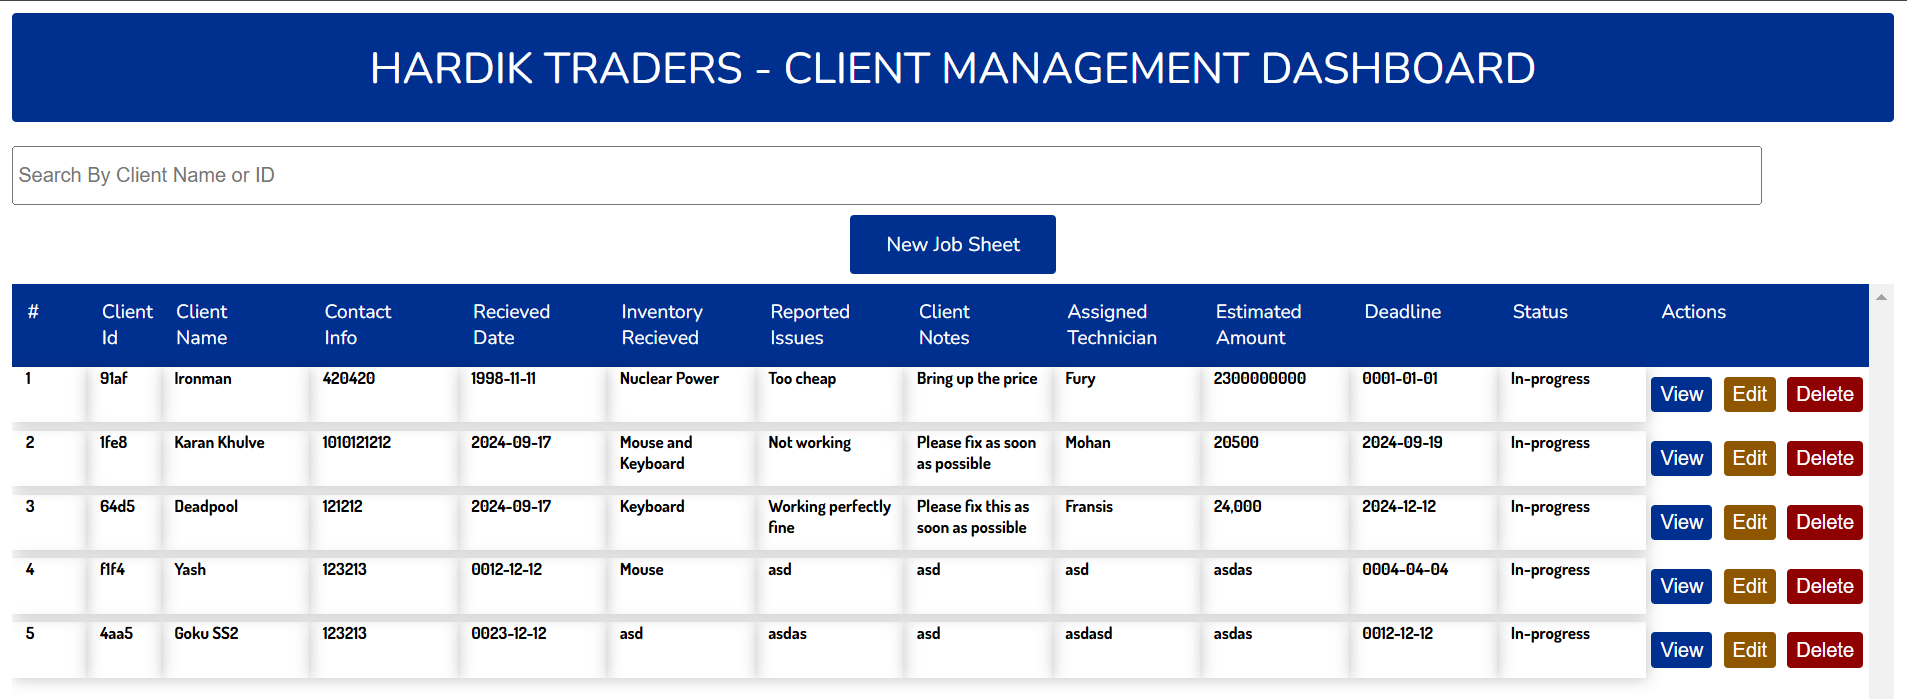 HARDIK TRADERS - CLIENT MANAGEMENT DASHBOARD
Search By Client Name or ID
New Job Sheet
# Client Id Client Name Contact Info Recieved Date Inventory Recieved Reported Issues Client Notes Assigned Technician Estimated Amount Deadline Status Actions
1 91af Ironman 420420 1998-11-11 Nuclear Power Too cheap Bring up the price Fury 2300000000 0001-01-01 In-progress View Edit Delete
2 1fe8 Karan Khulve 1010121212 2024-09-17 Mouse and Keyboard Not working Please fix as soon as possible Mohan 20500 2024-09-19 In-progress View Edit Delete
3 64d5 Deadpool 121212 2024-09-17 Keyboard Working perfectly fine Please fix this as soon as possible Fransis 24,000 2024-12-12 In-progress View Edit Delete
4 f1f4 Yash 123213 0012-12-12 Mouse asd asd asd asdas 0004-04-04 In-progress View Edit Delete
5 4aa5 Goku SS2 123213 0023-12-12 asd asdas asd asdasd asdas 0012-12-12 In-progress View Edit Delete